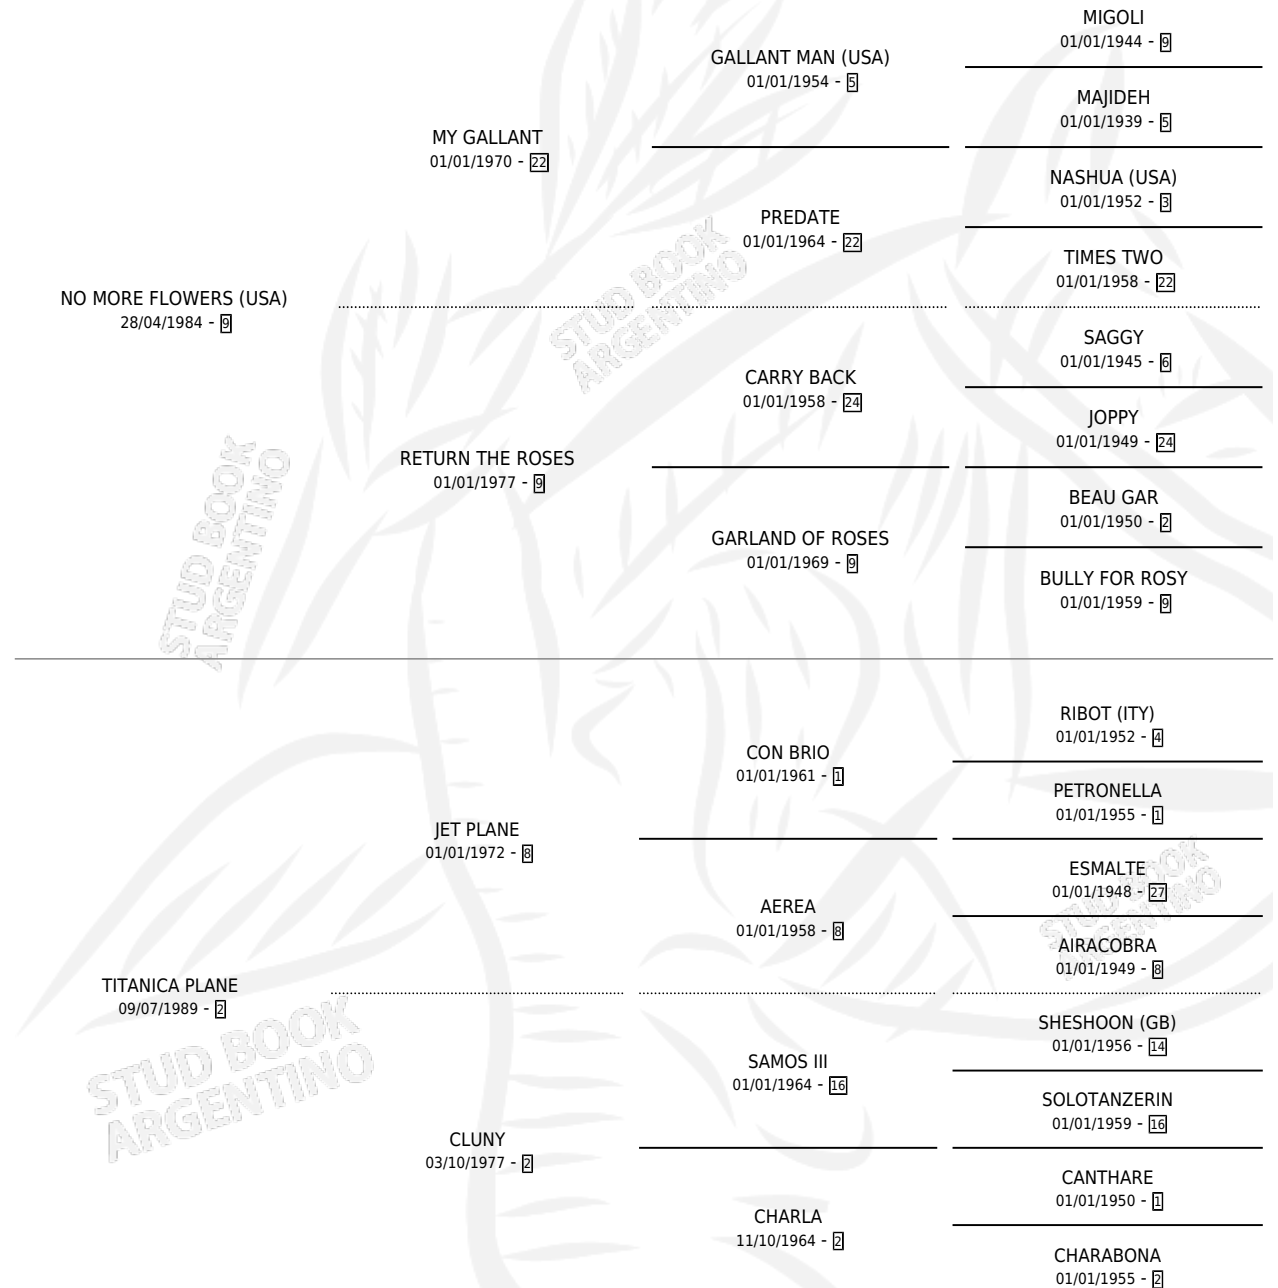 MIGOLI
01/01/1944 - 9
GALLANT MAN (USA)
01/01/1954 - 5
MAJIDEH
01/01/1939 - 5
MY GALLANT
01/01/1970 - 22
NASHUA (USA)
01/01/1952 - 3
PREDATE
01/01/1964 - 22
TIMES TWO
01/01/1958 - 22
NO MORE FLOWERS (USA)
28/04/1984 - 9
SAGGY
01/01/1945 - 6
CARRY BACK
01/01/1958 - 24
JOPPY
01/01/1949 - 24
RETURN THE ROSES
01/01/1977 - 9
BEAU GAR
01/01/1950 - 2
GARLAND OF ROSES
01/01/1969 - 9
BULLY FOR ROSY
01/01/1959 - 9
RIBOT (ITY)
01/01/1952 - 4
CON BRIO
01/01/1961 - 1
PETRONELLA
01/01/1955 - 1
JET PLANE
01/01/1972 - 8
ESMALTE
01/01/1948 - 27
AEREA
01/01/1958 - 8
AIRACOBRA
01/01/1949 - 8
TITANICA PLANE
09/07/1989 - 2
SHESHOON (GB)
01/01/1956 - 14
SAMOS III
01/01/1964 - 16
SOLOTANZERIN
01/01/1959 - 16
CLUNY
03/10/1977 - 2
CANTHARE
01/01/1950 - 1
CHARLA
11/10/1964 - 2
CHARABONA
01/01/1955 - 2
STUD BOOK
ARGENTINO
STUD BOOK
ARGENTINO
STUD BOOK
ARGENTINO
STUD BOOK
ARGENTINO